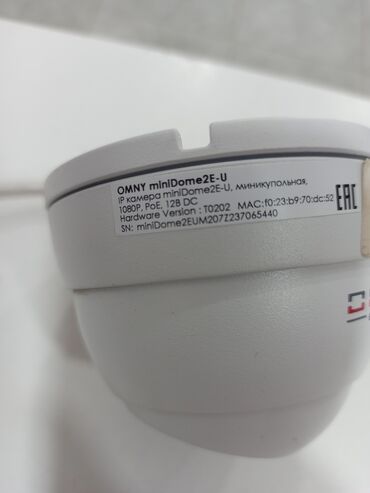 OMNY miniDome2E-U
IP камера miniDome2E-U, миникупольная,
1080P, PoE, 12В DC
Hardware Version : T0202 MAC:f0:23:b9:70:dc:52
SN: miniDome2EUM207Z237065440
EAC